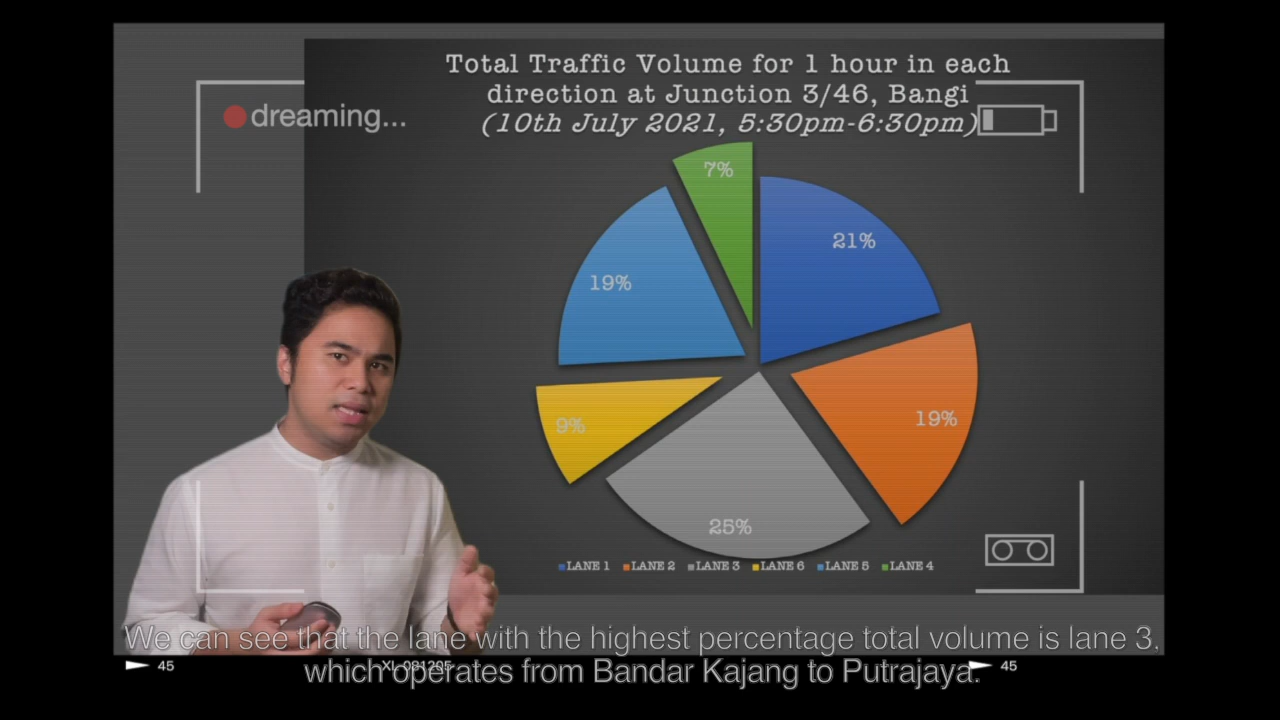 Total Traffic Volume for 1 hour in each
direction at Junction 3/46, Bangi
(10th July 2021, 5:30pm-6:30pm)
dreaming...
7%
21%
19%
19%
9%
25%
LANE 1 LANE 2 LANE 3 LANE 6 LANE 5 LANE 4
We can see that the lane with the highest percentage total volume is lane 3,
which operates from Bandar Kajang to Putrajaya.
45
XL 081205
45